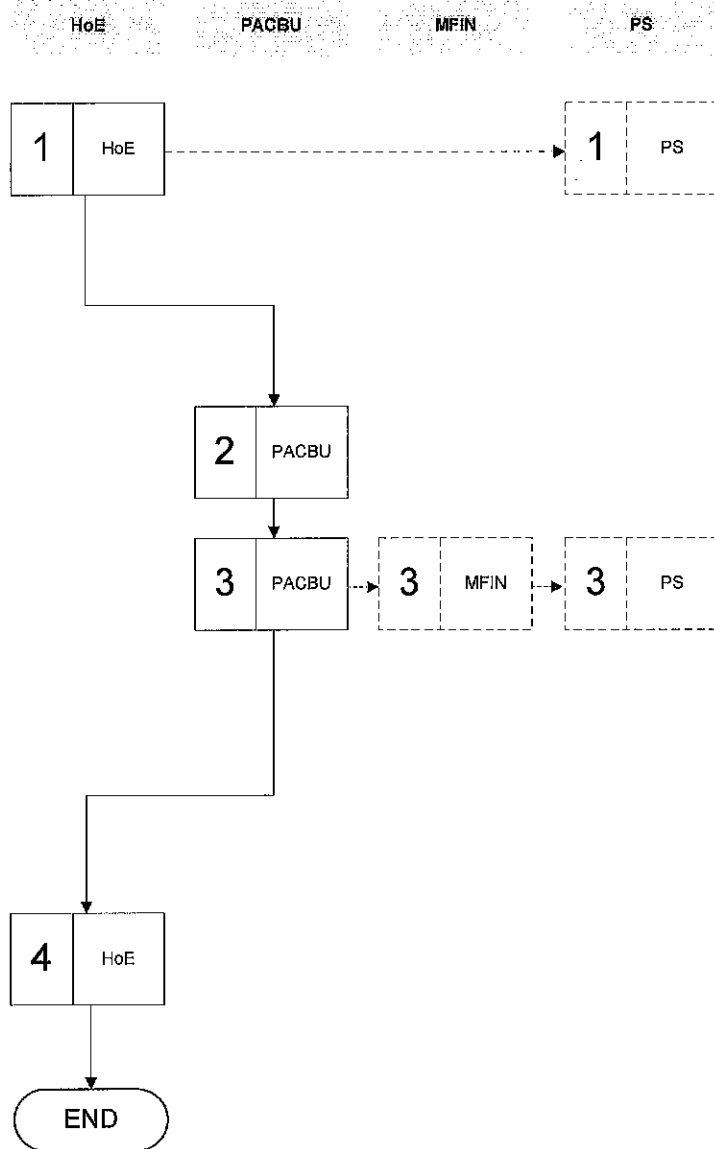 HoE PACBU MFIN PS
1 HoE 1 PS
2 PACBU
3 PACBU 3 MFIN 3 PS
4 HoE
END